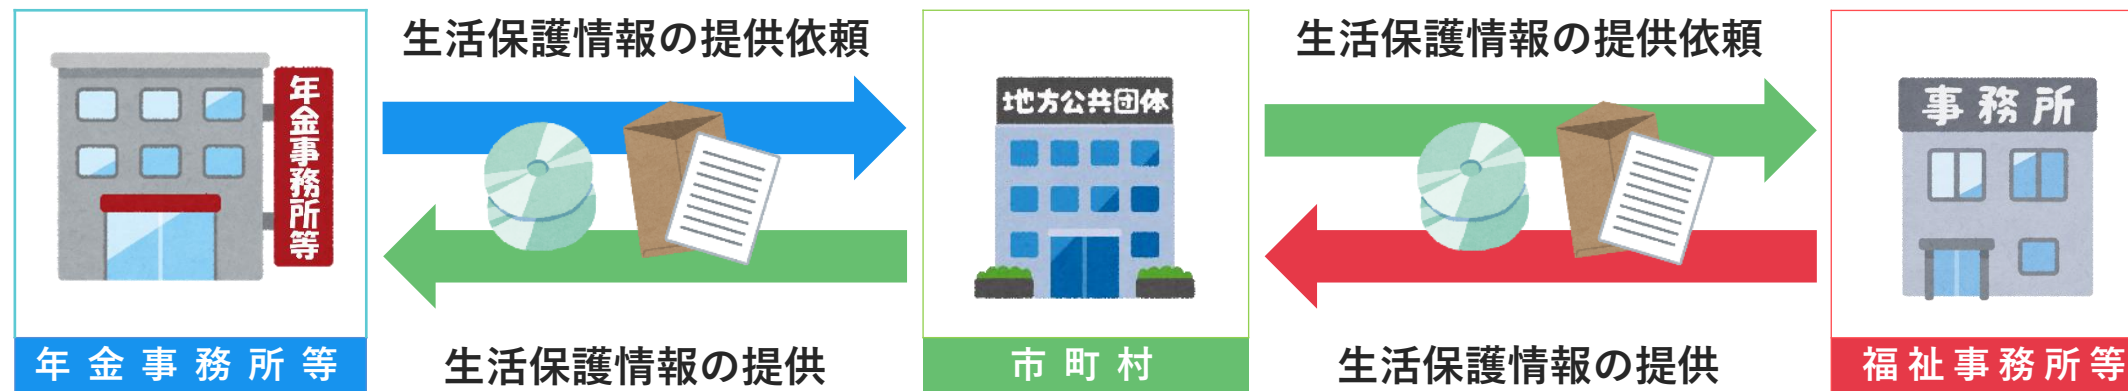 生活保護情報の提供依頼
生活保護情報の提供依頼
年金事務所等
地方公共団体
事務所
年金事務所等
生活保護情報の提供
市町村
生活保護情報の提供
福祉事務所等